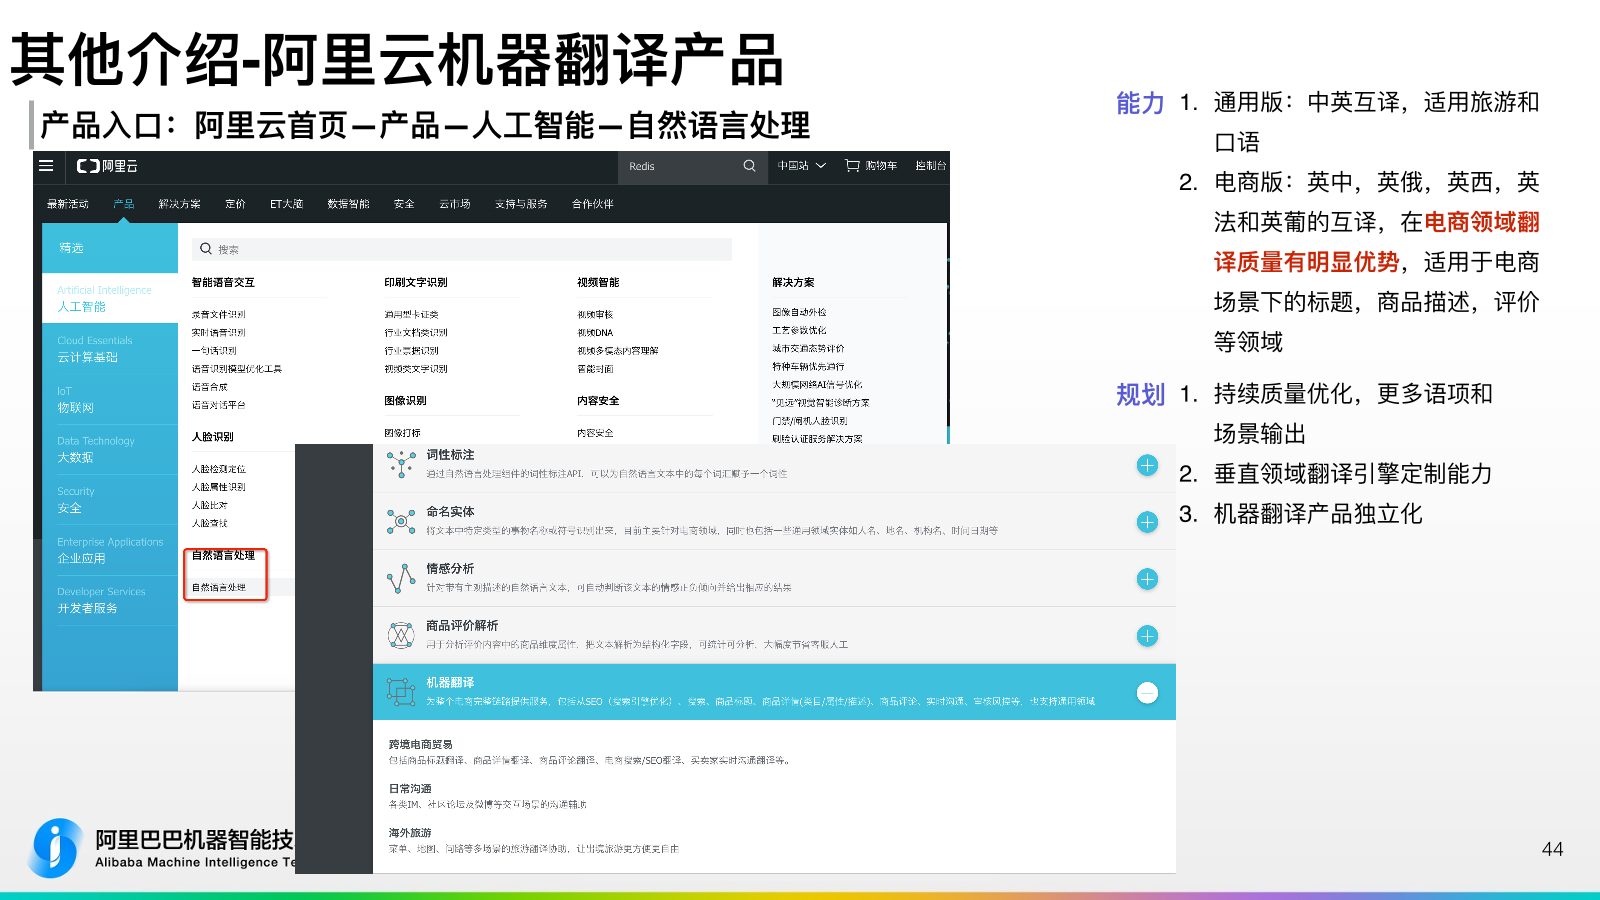 其他介绍-阿里云机器翻译产品
产品入口：阿里云首页—产品—人工智能—自然语言处理
阿里云
Redis
中国站
购物车
控制台
最新活动 产品 解决方案 定价 ET大脑 数据智能 安全 云市场 支持与服务 合作伙伴
精选
Artificial Intelligence
人工智能
Cloud Essentials
云计算基础
IoT
物联网
Data Technology
大数据
Security
安全
Enterprise Applications
企业应用
Developer Services
开发者服务
搜索
智能语音交互
录音文件识别
实时语音识别
一句话识别
语音识别模型优化工具
语音合成
语音对话平台
人脸识别
人脸检测定位
人脸属性识别
人脸比对
人脸查找
自然语言处理
自然语言处理
印刷文字识别
通用型卡证类
行业文档类识别
行业票据识别
视频类文字识别
图像识别
图像打标
视频智能
视频审核
视频DNA
视频多模态内容理解
智能封面
内容安全
内容安全
解决方案
图像自动外检
工艺参数优化
城市交通态势评价
特种车辆优先通行
大规模网络AI信号优化
“见远”视觉智能诊断方案
门禁/闸机人脸识别
刷脸认证服务解决方案
词性标注
通过自然语言处理组件的词性标注API，可以为自然语言文本中的每个词汇赋予一个词性
命名实体
将文本中特定类型的事物名称或符号识别出来，目前主要针对电商领域，同时也包括一些通用领域实体如人名、地名、机构名、时间日期等
情感分析
针对带有主观描述的自然语言文本，可自动判断该文本的情感正负倾向并给出相应的结果
商品评价解析
用于分析评价内容中的商品维度属性，把文本解析为结构化字段，可统计可分析，大幅度节省客服人工
机器翻译
为整个电商完整链路提供服务，包括从SEO（搜索引擎优化）、搜索、商品标题、商品详情(类目/属性/描述)、商品评论、实时沟通、审核风控等，也支持通用领域
跨境电商贸易
包括商品标题翻译、商品详情翻译、商品评论翻译、电商搜索/SEO翻译、买卖家实时沟通翻译等。
日常沟通
各类IM、社区论坛及微博等交互场景的沟通辅助
海外旅游
菜单、地图、问路等多场景的旅游翻译协助，让出境旅游更方便更自由
能力
1. 通用版：中英互译，适用旅游和
口语
2. 电商版：英中，英俄，英西，英
法和英葡的互译，在电商领域翻
译质量有明显优势，适用于电商
场景下的标题，商品描述，评价
等领域
规划
1. 持续质量优化，更多语项和
场景输出
2. 垂直领域翻译引擎定制能力
3. 机器翻译产品独立化
阿里巴巴机器智能技
Alibaba Machine Intelligence Te
44